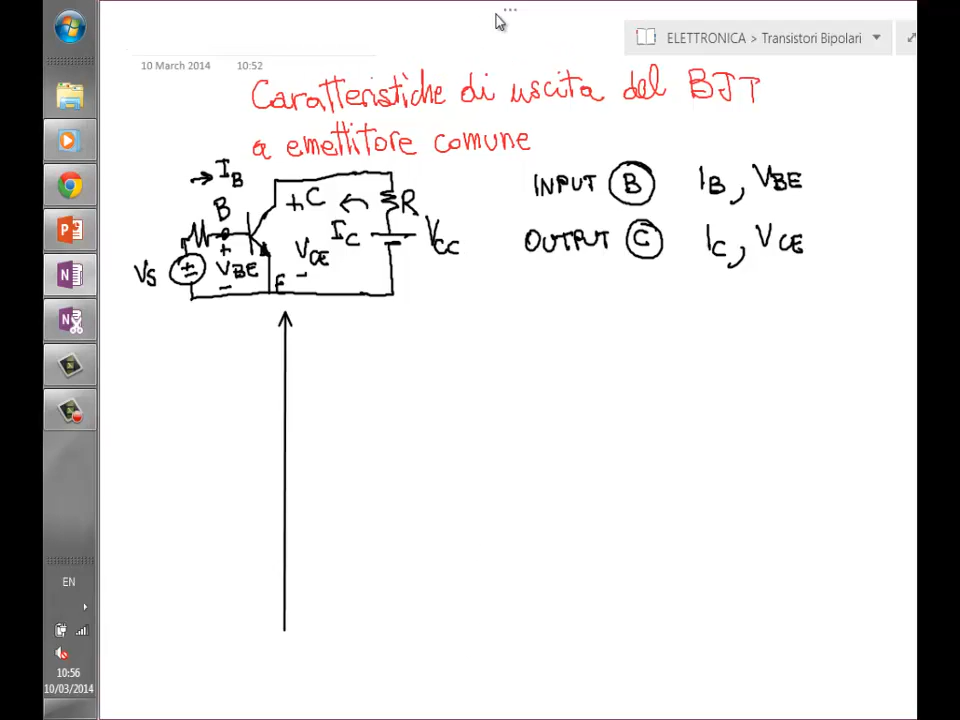 ELETTRONICA > Transistori Bipolari
10 March 2014 10:52
Caratteristiche di uscita del BJT
a emettitore comune
→ IB
B
+ C
IC
R
VCC
VS
+
VBE
-
VCE
-
E
INPUT B IB, VBE
OUTPUT C IC, VCE
EN
10:56
10/03/2014